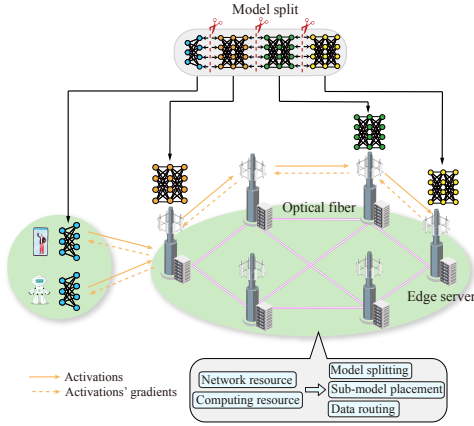 Model split
Optical fiber
Edge server
Activations
Activations' gradients
Network resource
Computing resource
Model splitting
Sub-model placement
Data routing